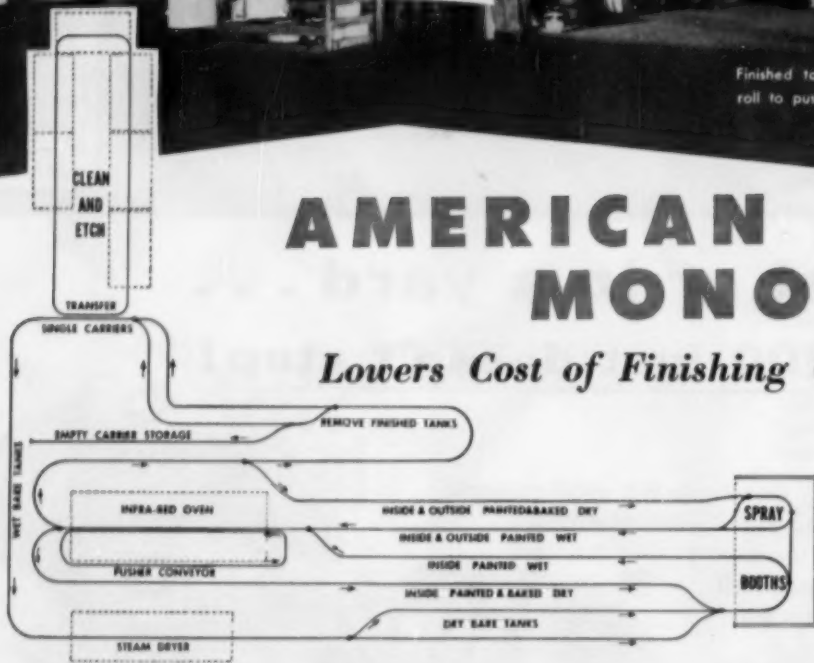 Finished
roll to
AMERICAN
MONO
Lowers Cost of Finishing
CLEAN
AND
ETCH
TRANSFER
SINGLE CARRIERS
REMOVE FINISHED TANKS
EMPTY CARRIER STORAGE
WET BARE TANKS
INFRA-RED OVEN
INSIDE & OUTSIDE PAINTED & BAKED DRY
SPRAY
INSIDE & OUTSIDE PAINTED WET
INSIDE PAINTED WET
PUSHER CONVEYOR
BOOTHS
INSIDE PAINTED & BAKED DRY
DRY BARE TANKS
STEAM DRYER